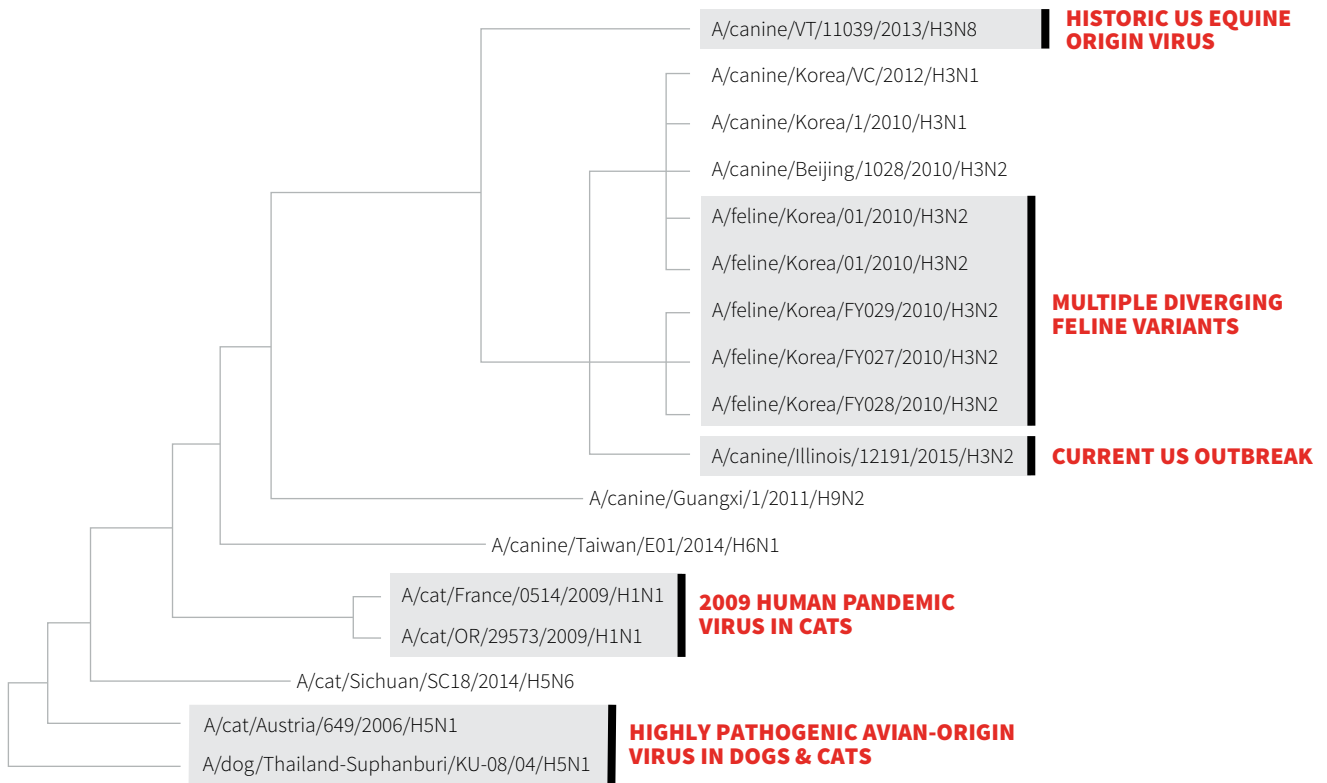 A/canine/VT/11039/2013/H3N8
HISTORIC US EQUINE
ORIGIN VIRUS
A/canine/Korea/VC/2012/H3N1
A/canine/Korea/1/2010/H3N1
A/canine/Beijing/1028/2010/H3N2
A/feline/Korea/01/2010/H3N2
A/feline/Korea/01/2010/H3N2
A/feline/Korea/FY029/2010/H3N2
A/feline/Korea/FY027/2010/H3N2
A/feline/Korea/FY028/2010/H3N2
MULTIPLE DIVERGING
FELINE VARIANTS
A/canine/Illinois/12191/2015/H3N2
CURRENT US OUTBREAK
A/canine/Guangxi/1/2011/H9N2
A/canine/Taiwan/E01/2014/H6N1
A/cat/France/0514/2009/H1N1
A/cat/OR/29573/2009/H1N1
2009 HUMAN PANDEMIC
VIRUS IN CATS
A/cat/Sichuan/SC18/2014/H5N6
A/cat/Austria/649/2006/H5N1
A/dog/Thailand-Suphanburi/KU-08/04/H5N1
HIGHLY PATHOGENIC AVIAN-ORIGIN
VIRUS IN DOGS & CATS